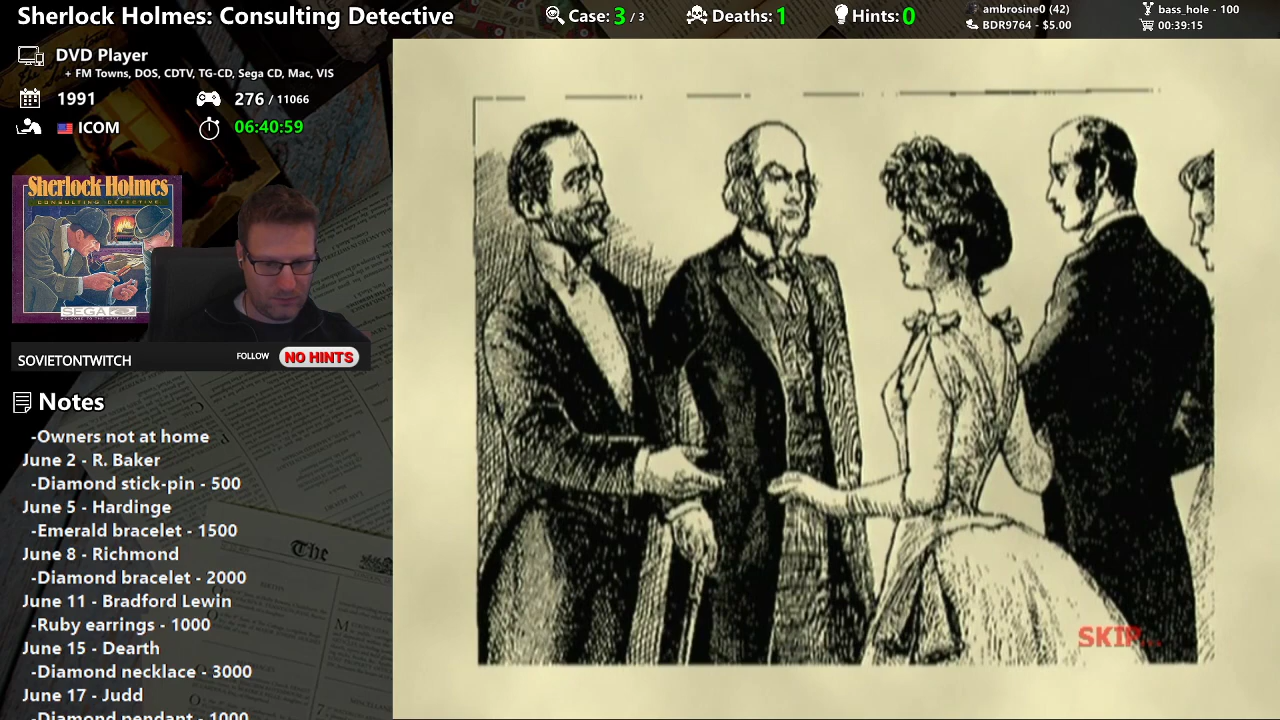 Sherlock Holmes: Consulting Detective
Case: 3 / 3
Deaths: 1
Hints: 0
ambrosine0 (42)
BDR9764 - $5.00
bass_hole - 100
00:39:15
DVD Player
+ FM Towns, DOS, CDTV, TG-CD, Sega CD, Mac, VIS
1991
276 / 11066
ICOM
06:40:59
Sherlock Holmes
CONSULTING DETECTIVE
SEGA
SOVIETONTWITCH
FOLLOW
NO HINTS
Notes
-Owners not at home
June 2 - R. Baker
-Diamond stick-pin - 500
June 5 - Hardinge
-Emerald bracelet - 1500
June 8 - Richmond
-Diamond bracelet - 2000
June 11 - Bradford Lewin
-Ruby earrings - 1000
June 15 - Dearth
-Diamond necklace - 3000
June 17 - Judd
-Diamond pendant - 1000
The
SKIP...